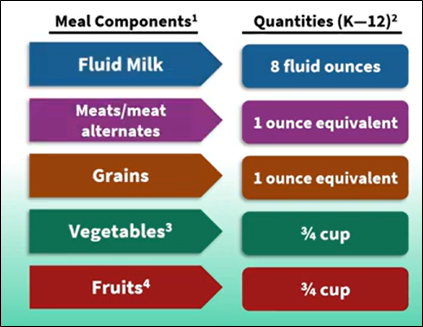 Meal Components¹ Quantities (K—12)²
Fluid Milk 8 fluid ounces
Meats/meat
alternates 1 ounce equivalent
Grains 1 ounce equivalent
Vegetables³ ¾ cup
Fruits⁴ ¾ cup